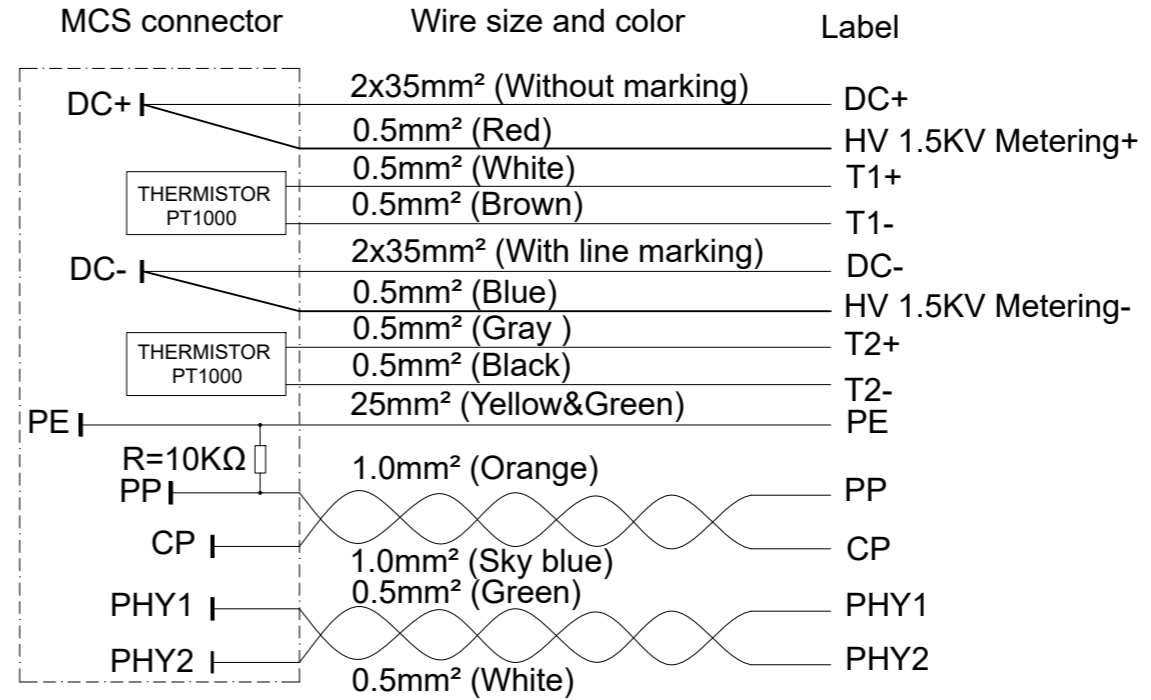 MCS connector Wire size and color Label
DC+ 2x35mm² (Without marking) DC+
0.5mm² (Red) HV 1.5KV Metering+
THERMISTOR 0.5mm² (White) T1+
PT1000 0.5mm² (Brown) T1-
DC- 2x35mm² (With line marking) DC-
0.5mm² (Blue) HV 1.5KV Metering-
THERMISTOR 0.5mm² (Gray ) T2+
PT1000 0.5mm² (Black) T2-
PE 25mm² (Yellow&Green) PE
R=10KΩ 1.0mm² (Orange)
PP PP
CP CP
1.0mm² (Sky blue)
0.5mm² (Green)
PHY1 PHY1
PHY2 PHY2
0.5mm² (White)